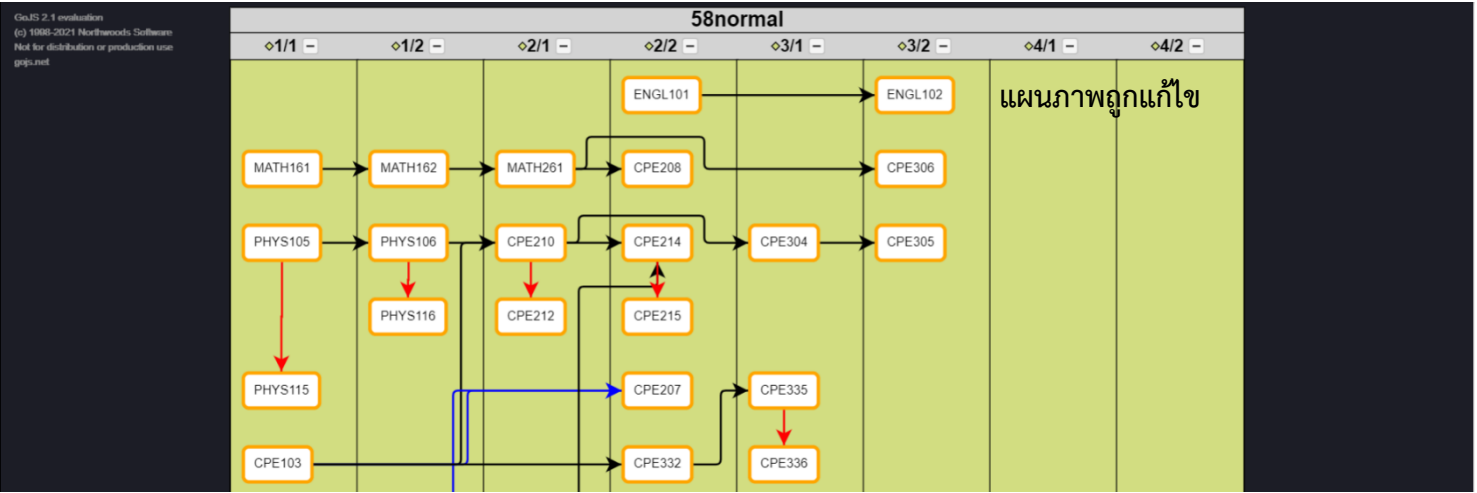 GoJS 2.1 evaluation
(c) 1998-2021 Northwoods Software
Not for distribution or production use
gojs.net
58normal
1/1 1/2 2/1 2/2 3/1 3/2 4/1 4/2
ENGL101 ENGL102 แผนภาพถูกแก้ไข
MATH161 MATH162 MATH261 CPE208 CPE306
PHYS105 PHYS106 CPE210 CPE214 CPE304 CPE305
PHYS116 CPE212 CPE215
PHYS115 CPE207 CPE335
CPE103 CPE332 CPE336